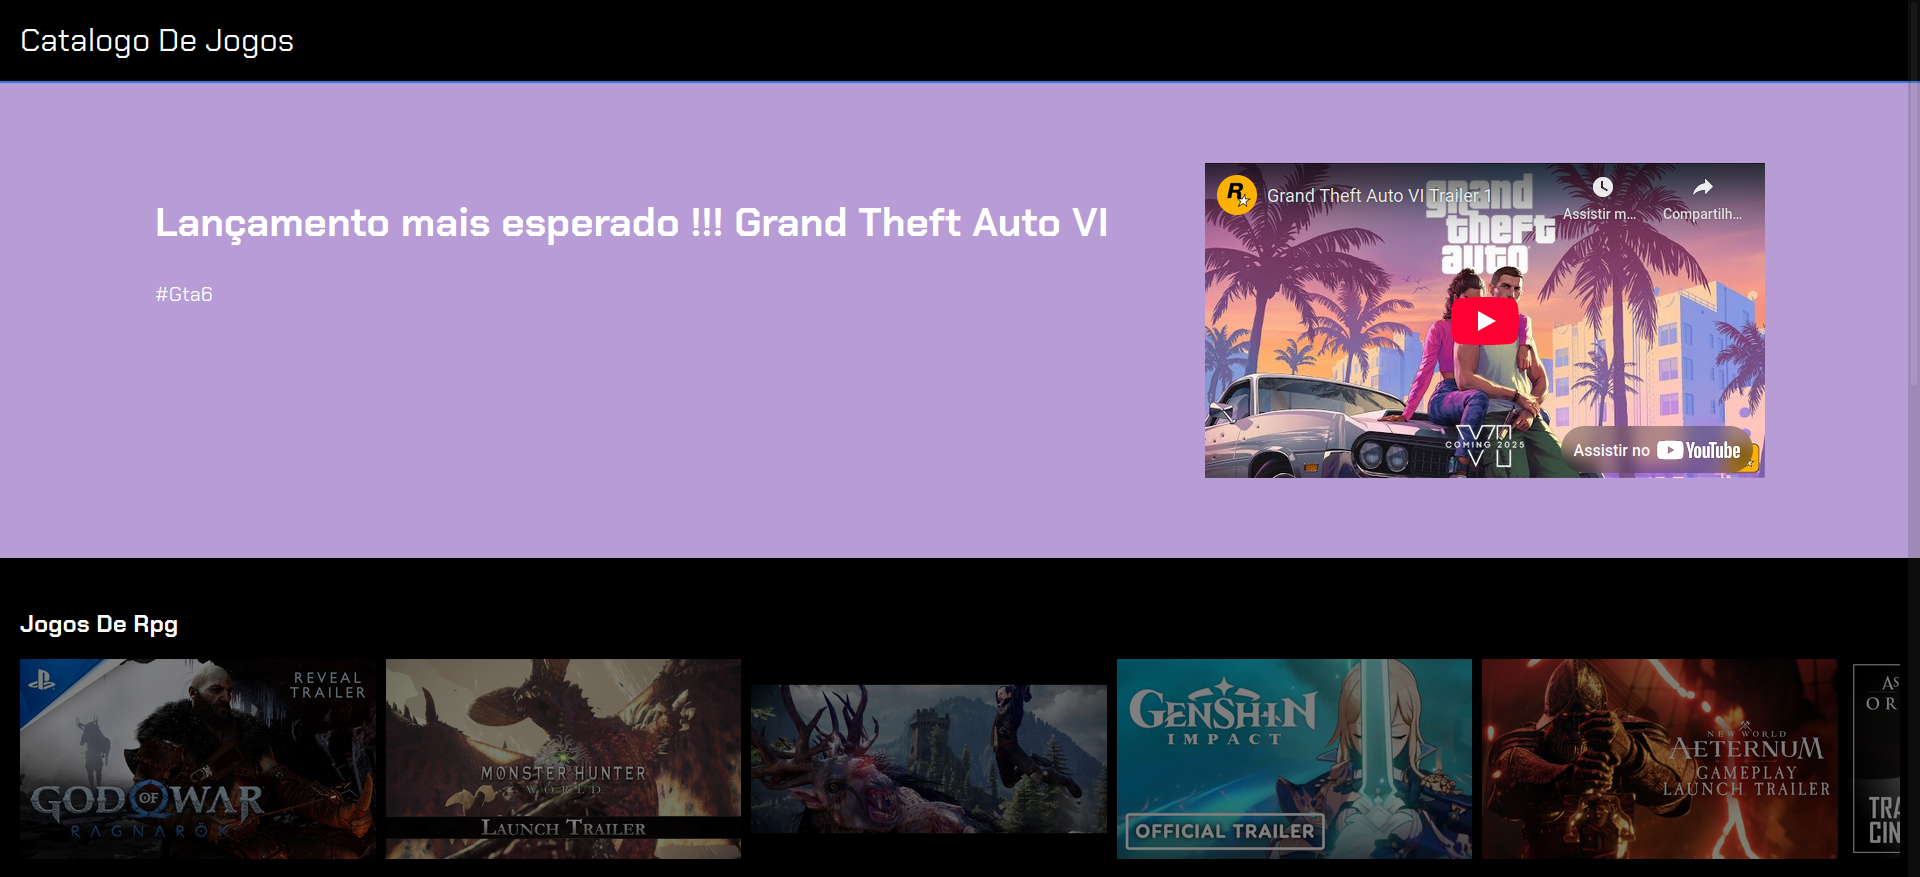 Catalogo De Jogos
Lançamento mais esperado !!! Grand Theft Auto VI
#Gta6
Grand Theft Auto VI Trailer 1
Assistir m...
Compartilh...
grand
theft
auto
VI
COMING 2025
Assistir no YouTube
Jogos De Rpg
REVEAL
TRAILER
GOD OF WAR
RAGNARÖK
MONSTER HUNTER
WORLD
LAUNCH TRAILER
GENSHIN
IMPACT
OFFICIAL TRAILER
NEW WORLD
AETERNUM
GAMEPLAY
LAUNCH TRAILER
AS
OR
TRA
CIN